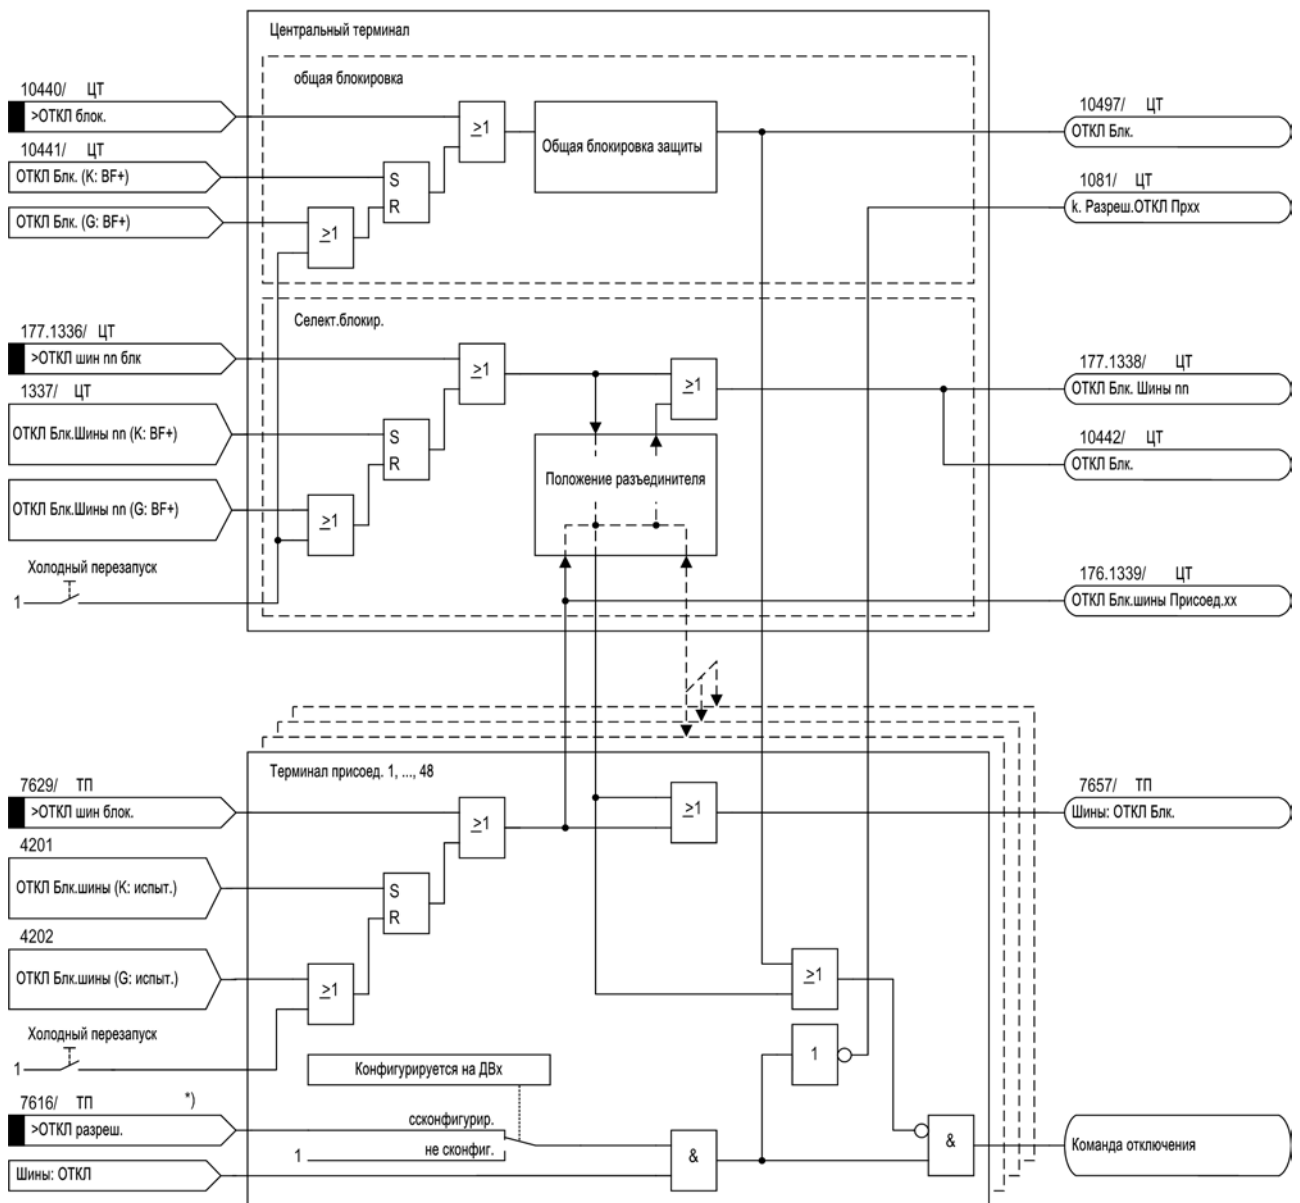 Центральный терминал
общая блокировка
10440/ ЦТ
>ОТКЛ блок.
10441/ ЦТ
ОТКЛ Блк. (K: BF+)
ОТКЛ Блк. (G: BF+)
≥1
S
R
≥1
Общая блокировка защиты
10497/ ЦТ
ОТКЛ Блк.
1081/ ЦТ
k. Разреш.ОТКЛ Прхх
Селект.блокир.
177.1336/ ЦТ
>ОТКЛ шин nn блк
1337/ ЦТ
ОТКЛ Блк.Шины nn (K: BF+)
ОТКЛ Блк.Шины nn (G: BF+)
≥1
S
R
≥1
≥1
Положение разъединителя
177.1338/ ЦТ
ОТКЛ Блк. Шины nn
10442/ ЦТ
ОТКЛ Блк.
Холодный перезапуск
1
176.1339/ ЦТ
ОТКЛ Блк.шины Присоед.хх
Терминал присоед. 1, ..., 48
7629/ ТП
>ОТКЛ шин блок.
4201
ОТКЛ Блк.шины (K: испыт.)
4202
ОТКЛ Блк.шины (G: испыт.)
≥1
S
R
≥1
≥1
7657/ ТП
Шины: ОТКЛ Блк.
≥1
Холодный перезапуск
1
1
Конфигурируется на ДВх
7616/ ТП *)
>ОТКЛ разреш.
ссконфигурир.
1 не сконфиг.
Шины: ОТКЛ
&
&
Команда отключения